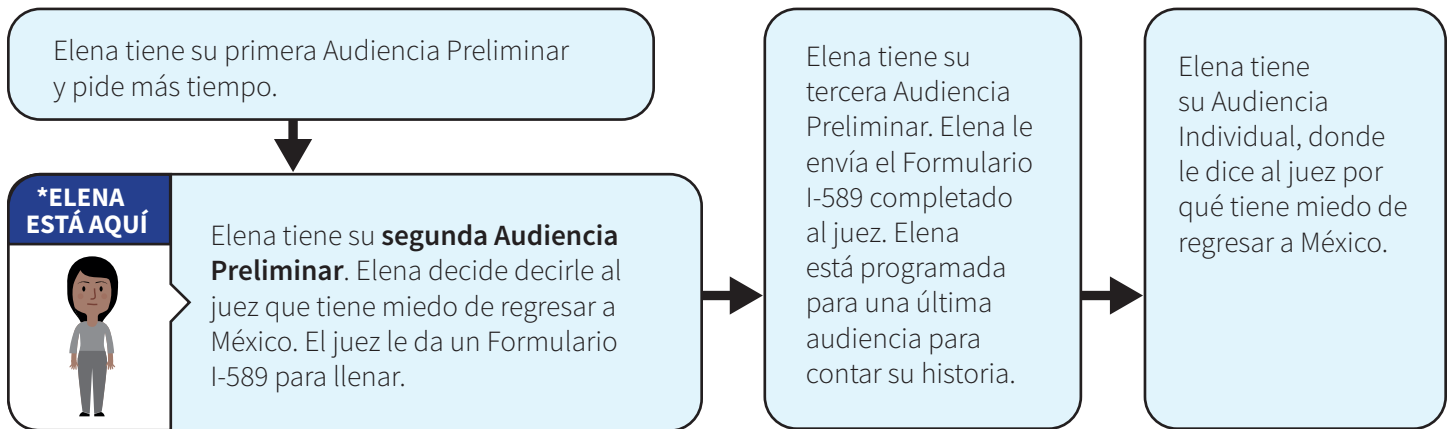 Elena tiene su primera Audiencia Preliminar
y pide más tiempo.
*ELENA
ESTÁ AQUÍ
Elena tiene su segunda Audiencia
Preliminar. Elena decide decirle al
juez que tiene miedo de regresar a
México. El juez le da un Formulario
I-589 para llenar.
Elena tiene su
tercera Audiencia
Preliminar. Elena le
envía el Formulario
I-589 completado
al juez. Elena
está programada
para una última
audiencia para
contar su historia.
Elena tiene
su Audiencia
Individual, donde
le dice al juez por
qué tiene miedo de
regresar a México.